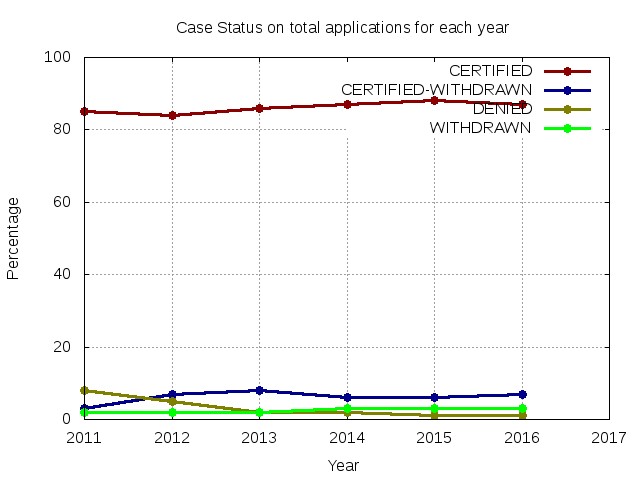 Case Status on total applications for each year
100
CERTIFIED
CERTIFIED-WITHDRAWN
DENIED
WITHDRAWN
80
60
Percentage
40
20
0
2011 2012 2013 2014 2015 2016 2017
Year